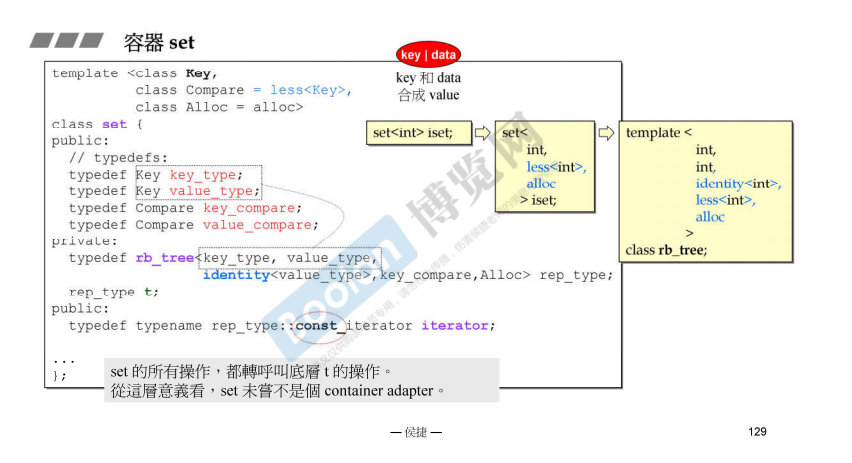 容器 set
key | data
key 和 data
合成 value
template <class Key,
class Compare = less<Key>,
class Alloc = alloc>
class set {
public:
// typedefs:
typedef Key key_type;
typedef Key value_type;
typedef Compare key_compare;
typedef Compare value_compare;
private:
typedef rb_tree<key_type, value_type,
identity<value_type>,key_compare,Alloc> rep_type;
rep_type t;
public:
typedef typename rep_type::const_iterator iterator;
...
};
set<int> iset;
set<
int,
less<int>,
alloc
> iset;
template <
int,
int,
identity<int>,
less<int>,
alloc
>
class rb_tree;
set 的所有操作，都轉呼叫底層 t 的操作。
從這層意義看，set 未嘗不是個 container adapter。
Boolan 博览网
— 侯捷 —
129